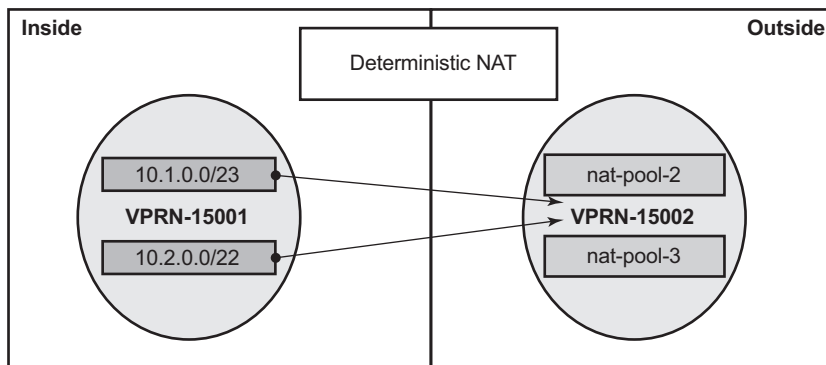 Inside
Outside
Deterministic NAT
10.1.0.0/23
VPRN-15001
10.2.0.0/22
nat-pool-2
VPRN-15002
nat-pool-3